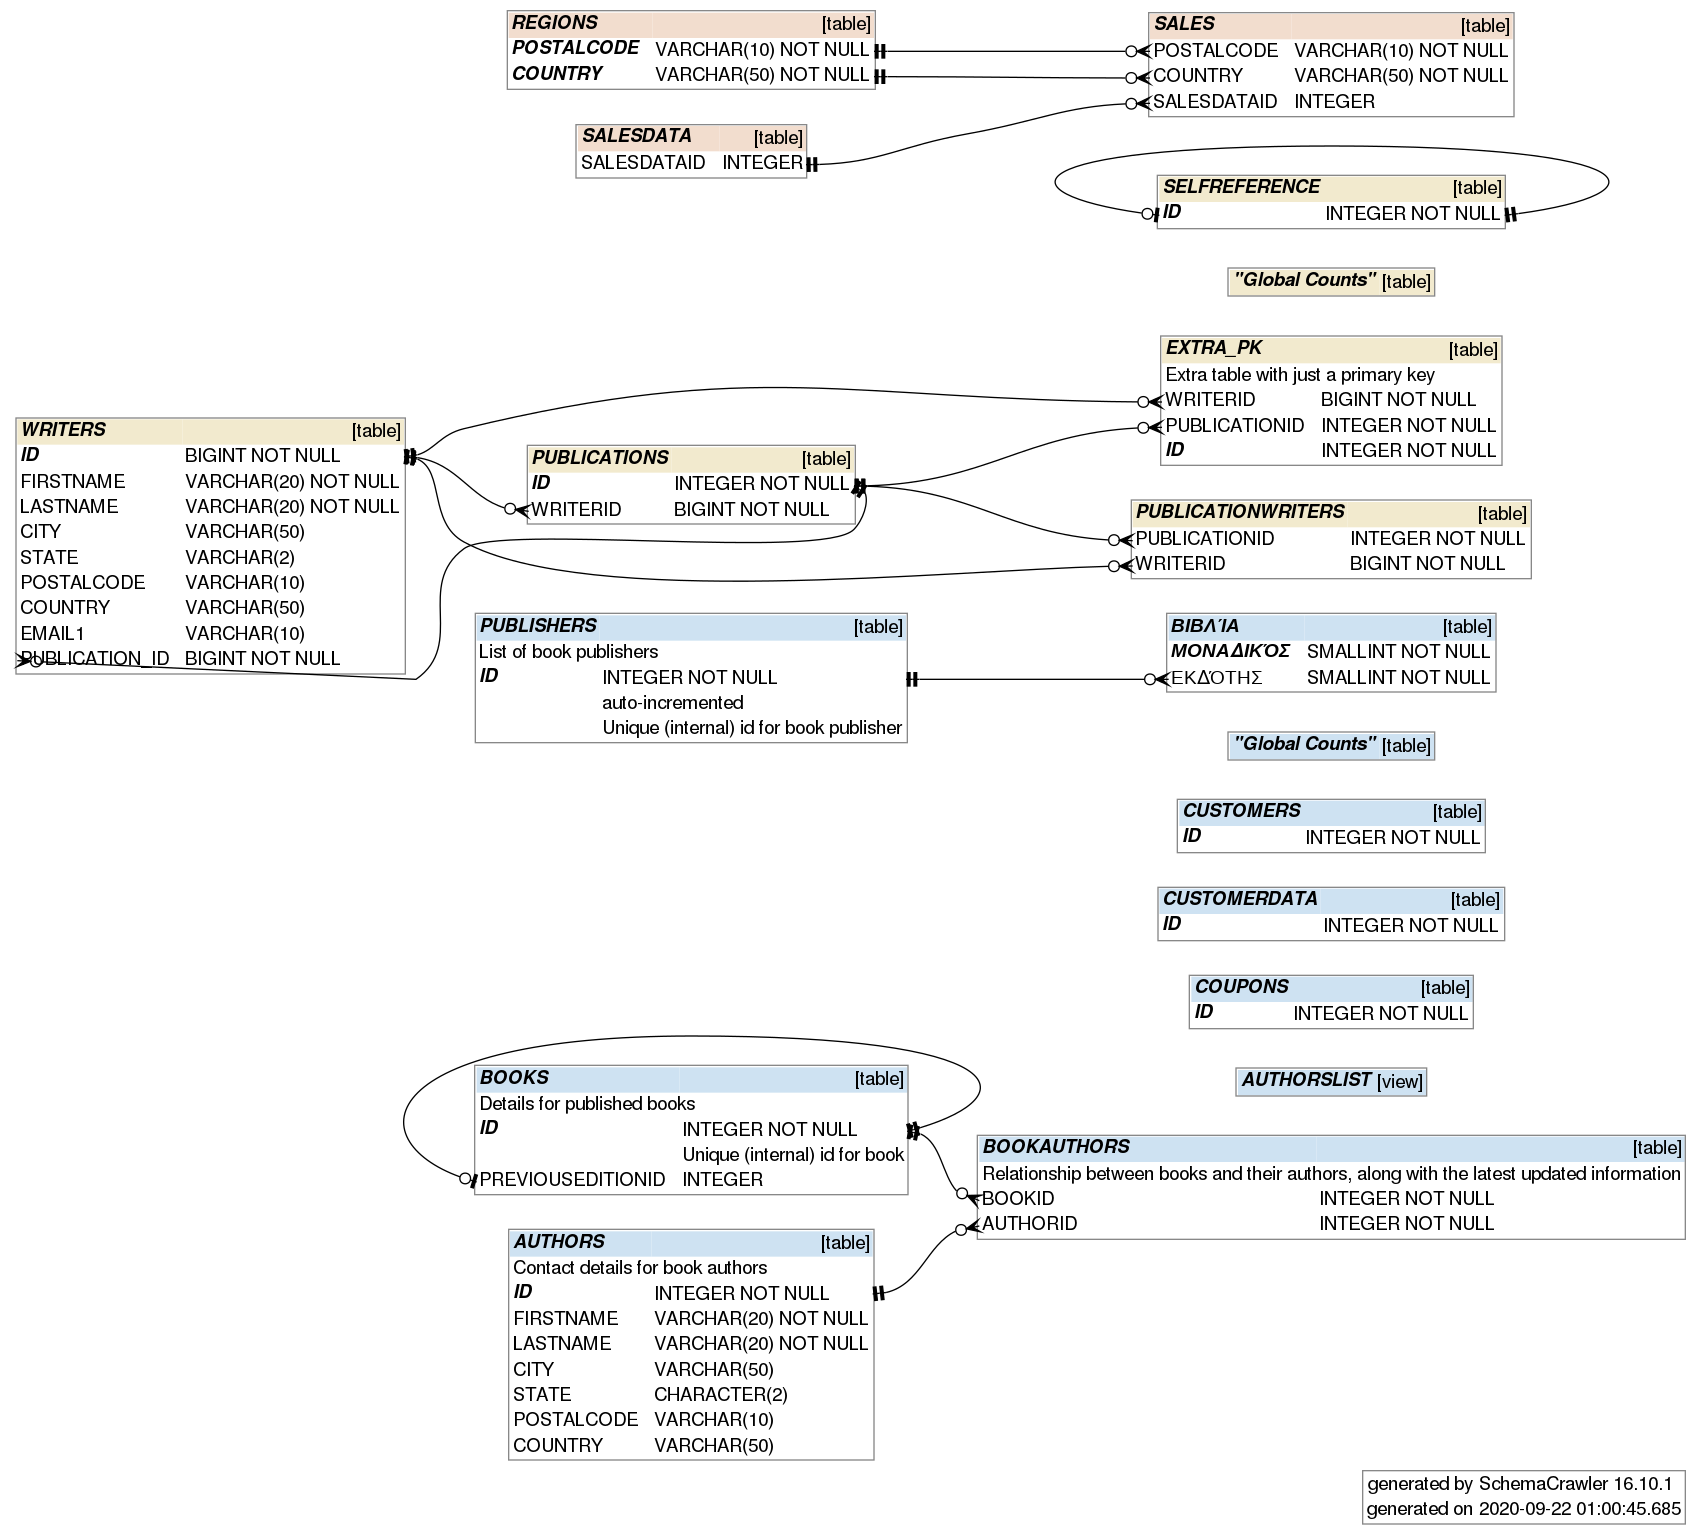 REGIONS [table]
POSTALCODE VARCHAR(10) NOT NULL
COUNTRY VARCHAR(50) NOT NULL
SALES [table]
POSTALCODE VARCHAR(10) NOT NULL
COUNTRY VARCHAR(50) NOT NULL
SALESDATAID INTEGER
SALESDATA [table]
SALESDATAID INTEGER
SELFREFERENCE [table]
ID INTEGER NOT NULL
"Global Counts" [table]
EXTRA_PK [table]
Extra table with just a primary key
WRITERID BIGINT NOT NULL
PUBLICATIONID INTEGER NOT NULL
ID INTEGER NOT NULL
WRITERS [table]
ID BIGINT NOT NULL
FIRSTNAME VARCHAR(20) NOT NULL
LASTNAME VARCHAR(20) NOT NULL
CITY VARCHAR(50)
STATE VARCHAR(2)
POSTALCODE VARCHAR(10)
COUNTRY VARCHAR(50)
EMAIL1 VARCHAR(10)
PUBLICATION_ID BIGINT NOT NULL
PUBLICATIONS [table]
ID INTEGER NOT NULL
WRITERID BIGINT NOT NULL
PUBLICATIONWRITERS [table]
PUBLICATIONID INTEGER NOT NULL
WRITERID BIGINT NOT NULL
PUBLISHERS [table]
List of book publishers
ID INTEGER NOT NULL
auto-incremented
Unique (internal) id for book publisher
ΒΙΒΛΊΑ [table]
ΜΟΝΑΔΙΚΌΣ SMALLINT NOT NULL
ΕΚΔΌΤΗΣ SMALLINT NOT NULL
"Global Counts" [table]
CUSTOMERS [table]
ID INTEGER NOT NULL
CUSTOMERDATA [table]
ID INTEGER NOT NULL
COUPONS [table]
ID INTEGER NOT NULL
AUTHORSLIST [view]
BOOKS [table]
Details for published books
ID INTEGER NOT NULL
Unique (internal) id for book
PREVIOUSEDITIONID INTEGER
BOOKAUTHORS [table]
Relationship between books and their authors, along with the latest updated information
BOOKID INTEGER NOT NULL
AUTHORID INTEGER NOT NULL
AUTHORS [table]
Contact details for book authors
ID INTEGER NOT NULL
FIRSTNAME VARCHAR(20) NOT NULL
LASTNAME VARCHAR(20) NOT NULL
CITY VARCHAR(50)
STATE CHARACTER(2)
POSTALCODE VARCHAR(10)
COUNTRY VARCHAR(50)
generated by SchemaCrawler 16.10.1
generated on 2020-09-22 01:00:45.685